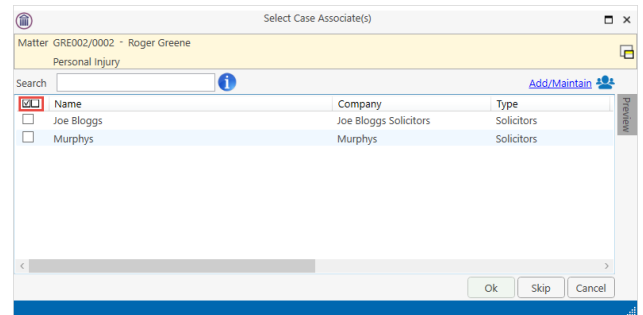 Select Case Associate(s)
Matter GRE002/0002 - Roger Greene
Personal Injury
Search Add/Maintain
Name Company Type
Joe Bloggs Joe Bloggs Solicitors Solicitors
Murphys Murphys Solicitors
Preview
Ok Skip Cancel